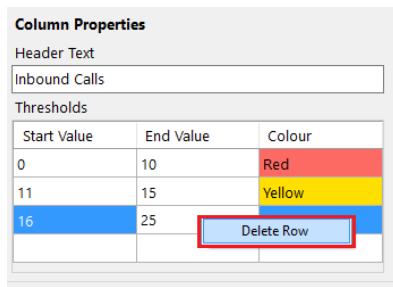 Column Properties
Header Text
Inbound Calls
Thresholds
Start Value End Value Colour
0 10 Red
11 15 Yellow
16 25
Delete Row